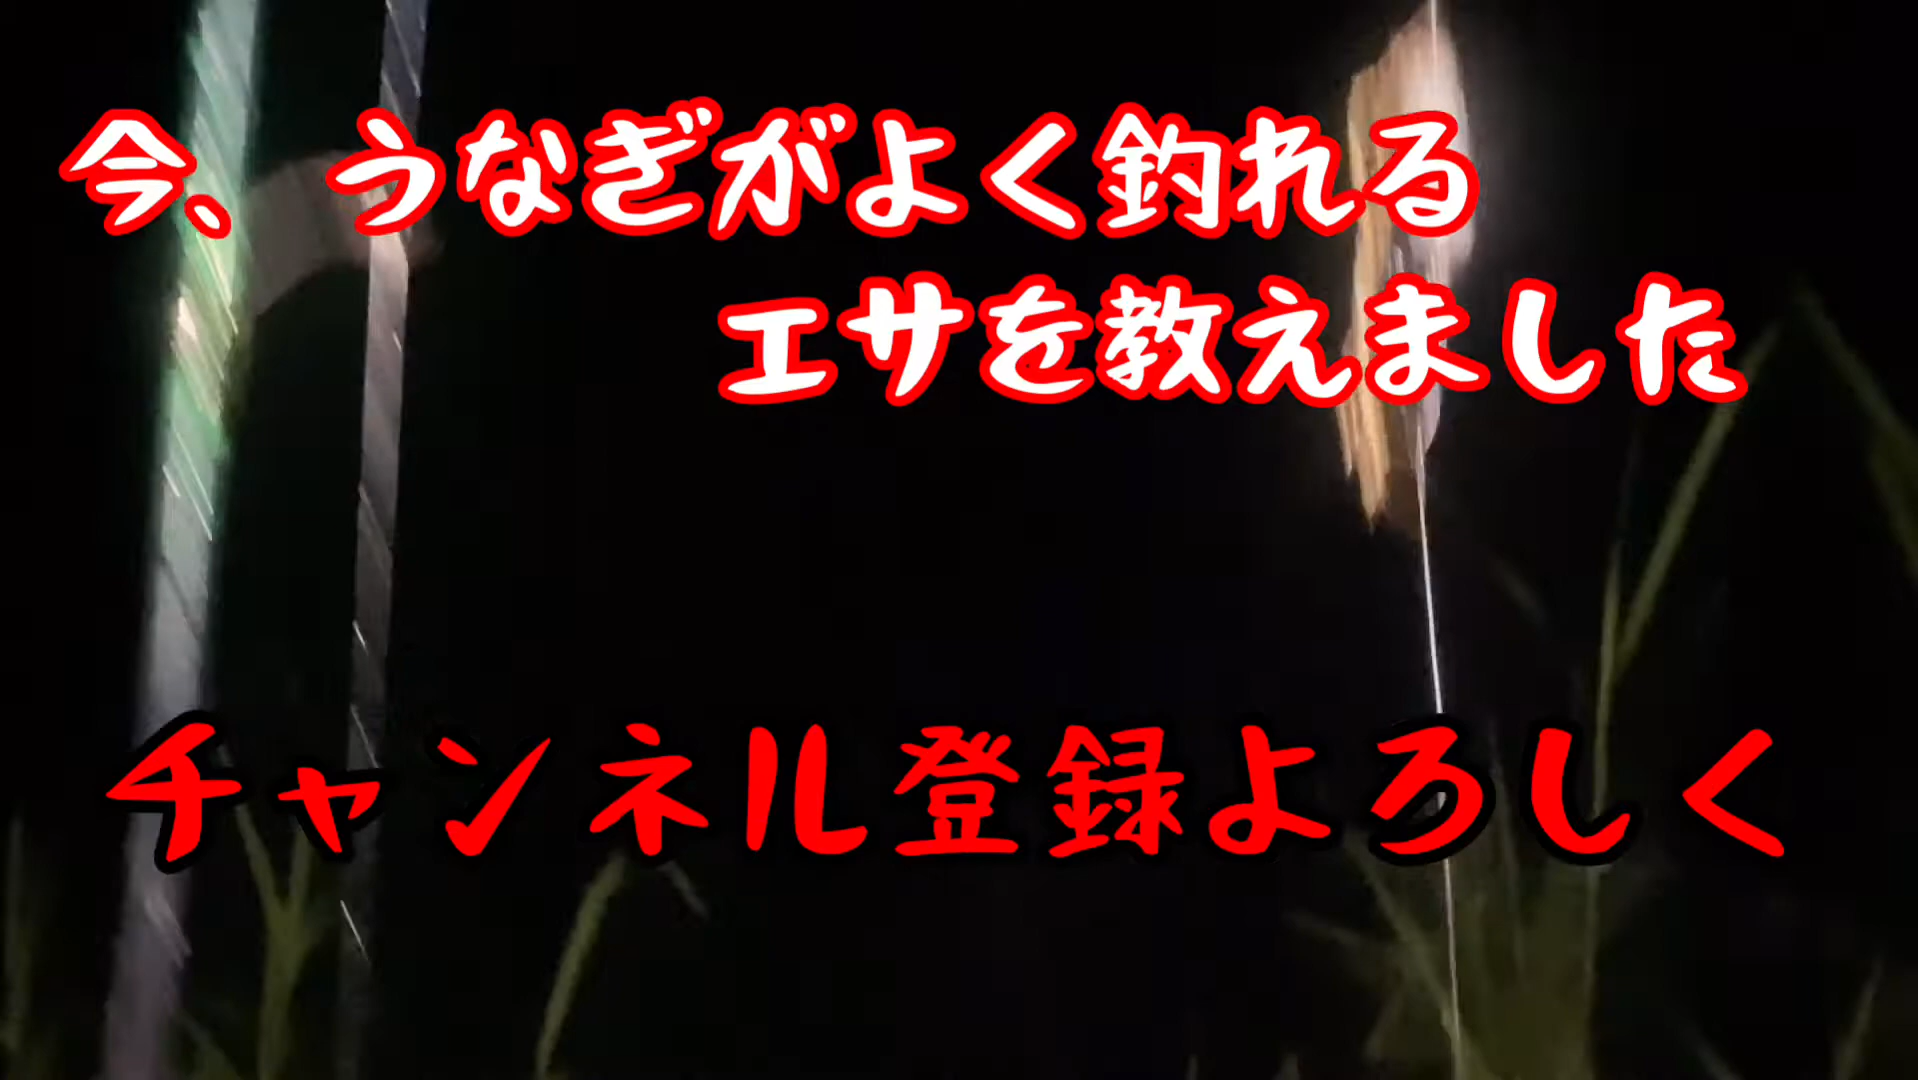 今、うなぎがよく釣れる
エサを教えました
チャンネル登録よろしく